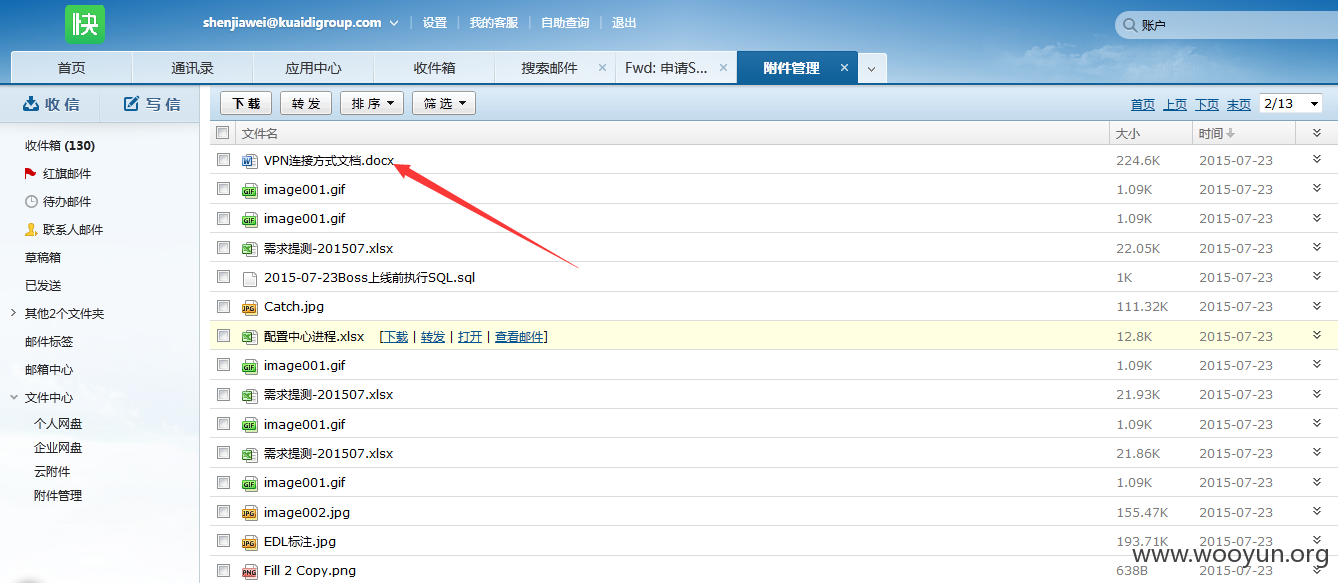 快 shenjiawei@kuaidigroup.com | 设置 | 我的客服 | 自助查询 | 退出 账户
首页 通讯录 应用中心 收件箱 搜索邮件 × Fwd: 申请S... × 附件管理 ×
收信 写信 下载 转发 排序 筛选 首页 上页 下页 末页 2/13
文件名 大小 时间
收件箱 (130)
红旗邮件
待办邮件
联系人邮件
草稿箱
已发送
其他2个文件夹
邮件标签
邮箱中心
文件中心
个人网盘
企业网盘
云附件
附件管理
VPN连接方式文档.docx 224.6K 2015-07-23
image001.gif 1.09K 2015-07-23
image001.gif 1.09K 2015-07-23
需求提测-201507.xlsx 22.05K 2015-07-23
2015-07-23Boss上线前执行SQL.sql 1K 2015-07-23
Catch.jpg 111.32K 2015-07-23
配置中心进程.xlsx [下载 | 转发 | 打开 | 查看邮件] 12.8K 2015-07-23
image001.gif 1.09K 2015-07-23
需求提测-201507.xlsx 21.93K 2015-07-23
image001.gif 1.09K 2015-07-23
需求提测-201507.xlsx 21.86K 2015-07-23
image001.gif 1.09K 2015-07-23
image002.jpg 155.47K 2015-07-23
EDL标注.jpg 193.71K 2015-07-23
Fill 2 Copy.png 638B 2015-07-23
www.wooyun.org